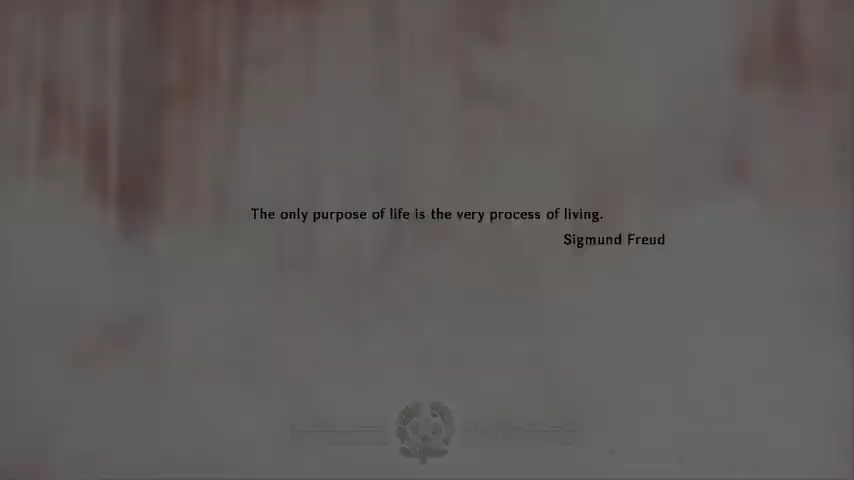 The only purpose of life is the very process of living.
Sigmund Freud